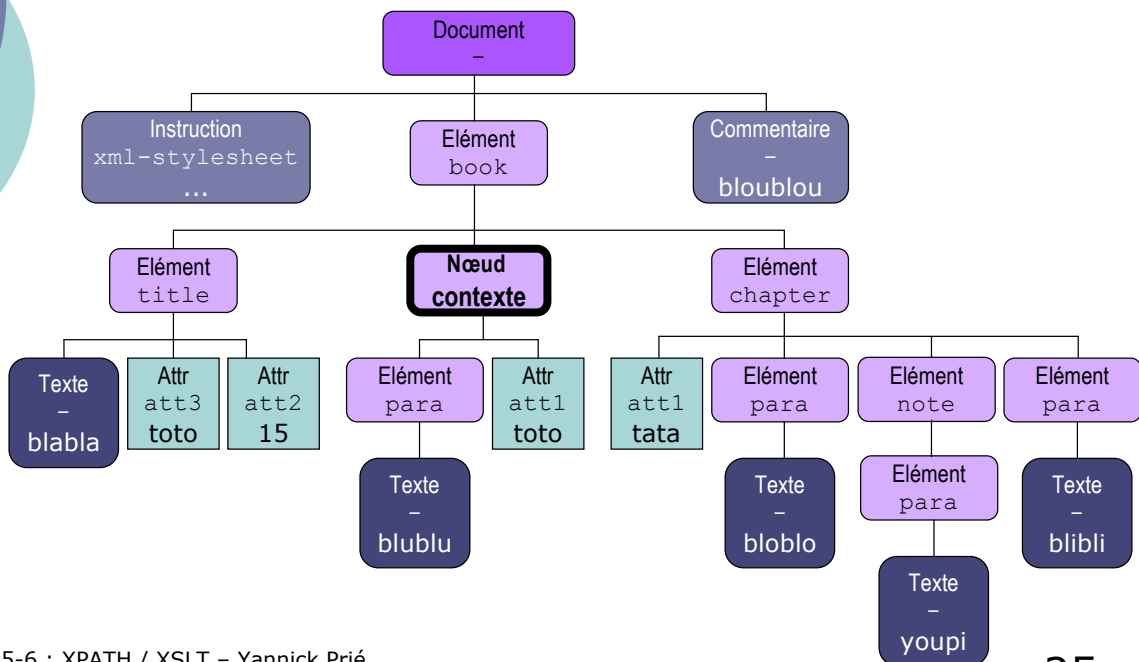 Document
–
Instruction
xml-stylesheet
...
Elément
book
Commentaire
–
bloublou
Elément
title
Nœud
contexte
Elément
chapter
Texte
–
blabla
Attr
att3
toto
Attr
att2
15
Elément
para
Attr
att1
toto
Attr
att1
tata
Elément
para
Elément
note
Elément
para
Texte
–
blublu
Texte
–
bloblo
Elément
para
Texte
–
blibli
Texte
–
youpi
5-6 : XPATH / XSLT – Yannick Prié